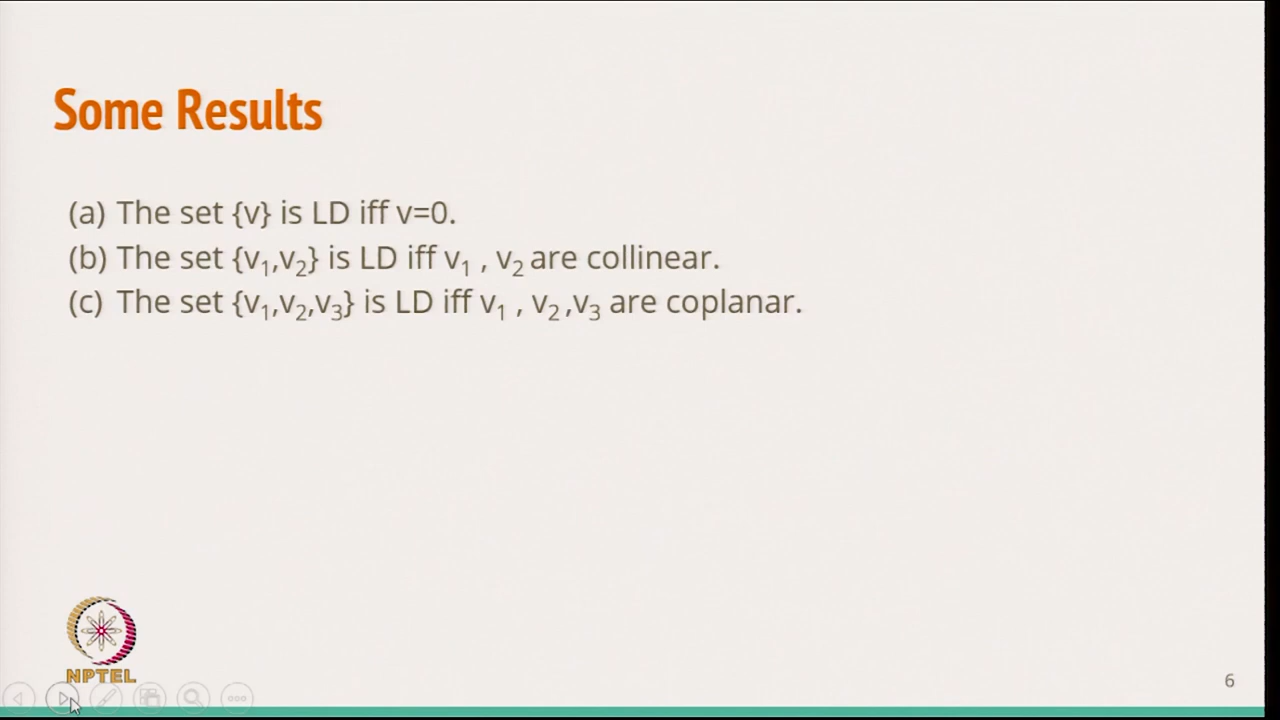 Some Results
(a) The set {v} is LD iff v=0.
(b) The set {v₁,v₂} is LD iff v₁ , v₂ are collinear.
(c) The set {v₁,v₂,v₃} is LD iff v₁ , v₂ ,v₃ are coplanar.
NPTEL
6